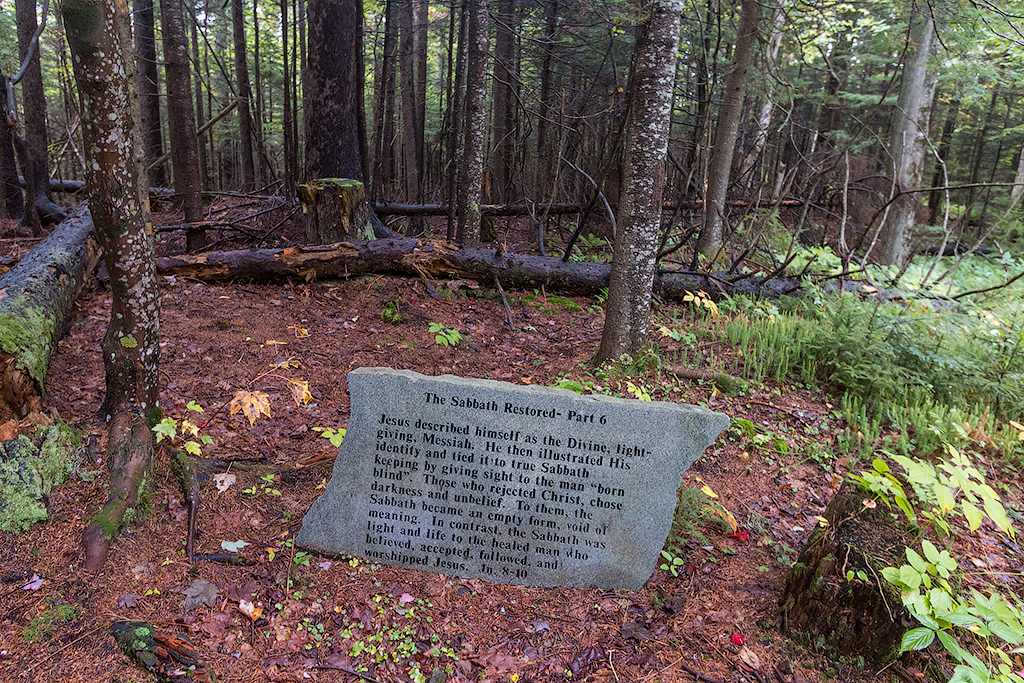 The Sabbath Restored- Part 6
Jesus described himself as the Divine, light-
giving, Messiah. He then illustrated His
identity and tied it to true Sabbath
keeping by giving sight to the man "born
blind". Those who rejected Christ, chose
darkness and unbelief. To them, the
Sabbath became an empty form, void of
meaning. In contrast, the Sabbath was
light and life to the healed man who
believed, accepted, followed, and
worshipped Jesus. Jn. 8-10